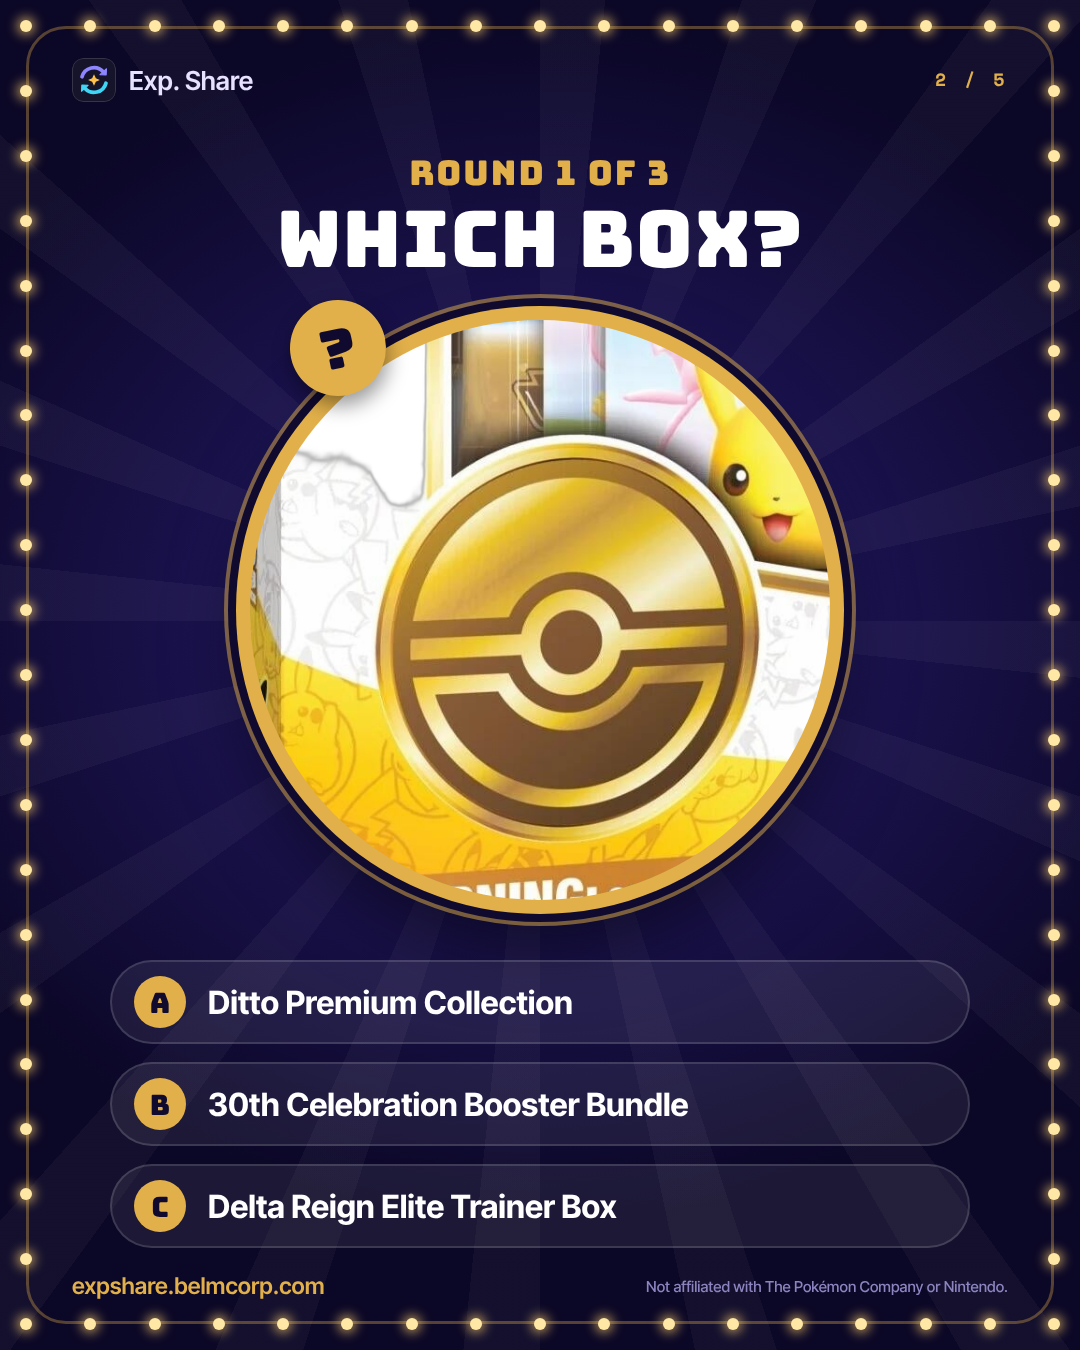 Exp. Share
2 / 5
ROUND 1 OF 3
WHICH BOX?
?
A Ditto Premium Collection
B 30th Celebration Booster Bundle
C Delta Reign Elite Trainer Box
expshare.belmcorp.com
Not affiliated with The Pokémon Company or Nintendo.